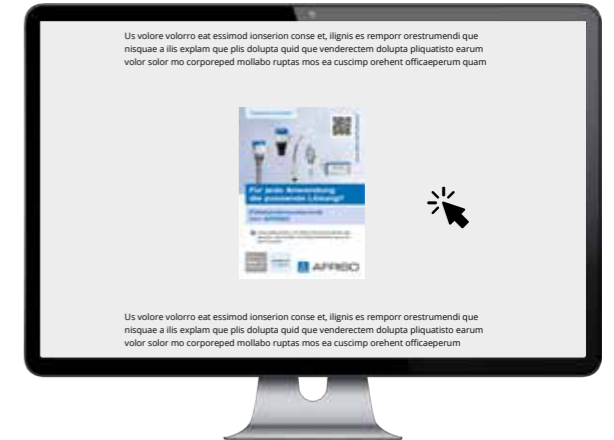 Us volore volorro eat essimod ionserion conse et, ilignis es remporr orestrumendi que
nisquae a ilis explam que plis dolupta quid que venderectem dolupta pliquatisto earum
volor solor mo corporeped mollabo ruptas mos ea cuscimp orehent officaeperum quam
Für jede Anwendung
die passende Lösung?
AFRISO
Us volore volorro eat essimod ionserion conse et, ilignis es remporr orestrumendi que
nisquae a ilis explam que plis dolupta quid que venderectem dolupta pliquatisto earum
volor solor mo corporeped mollabo ruptas mos ea cuscimp orehent officaeperum